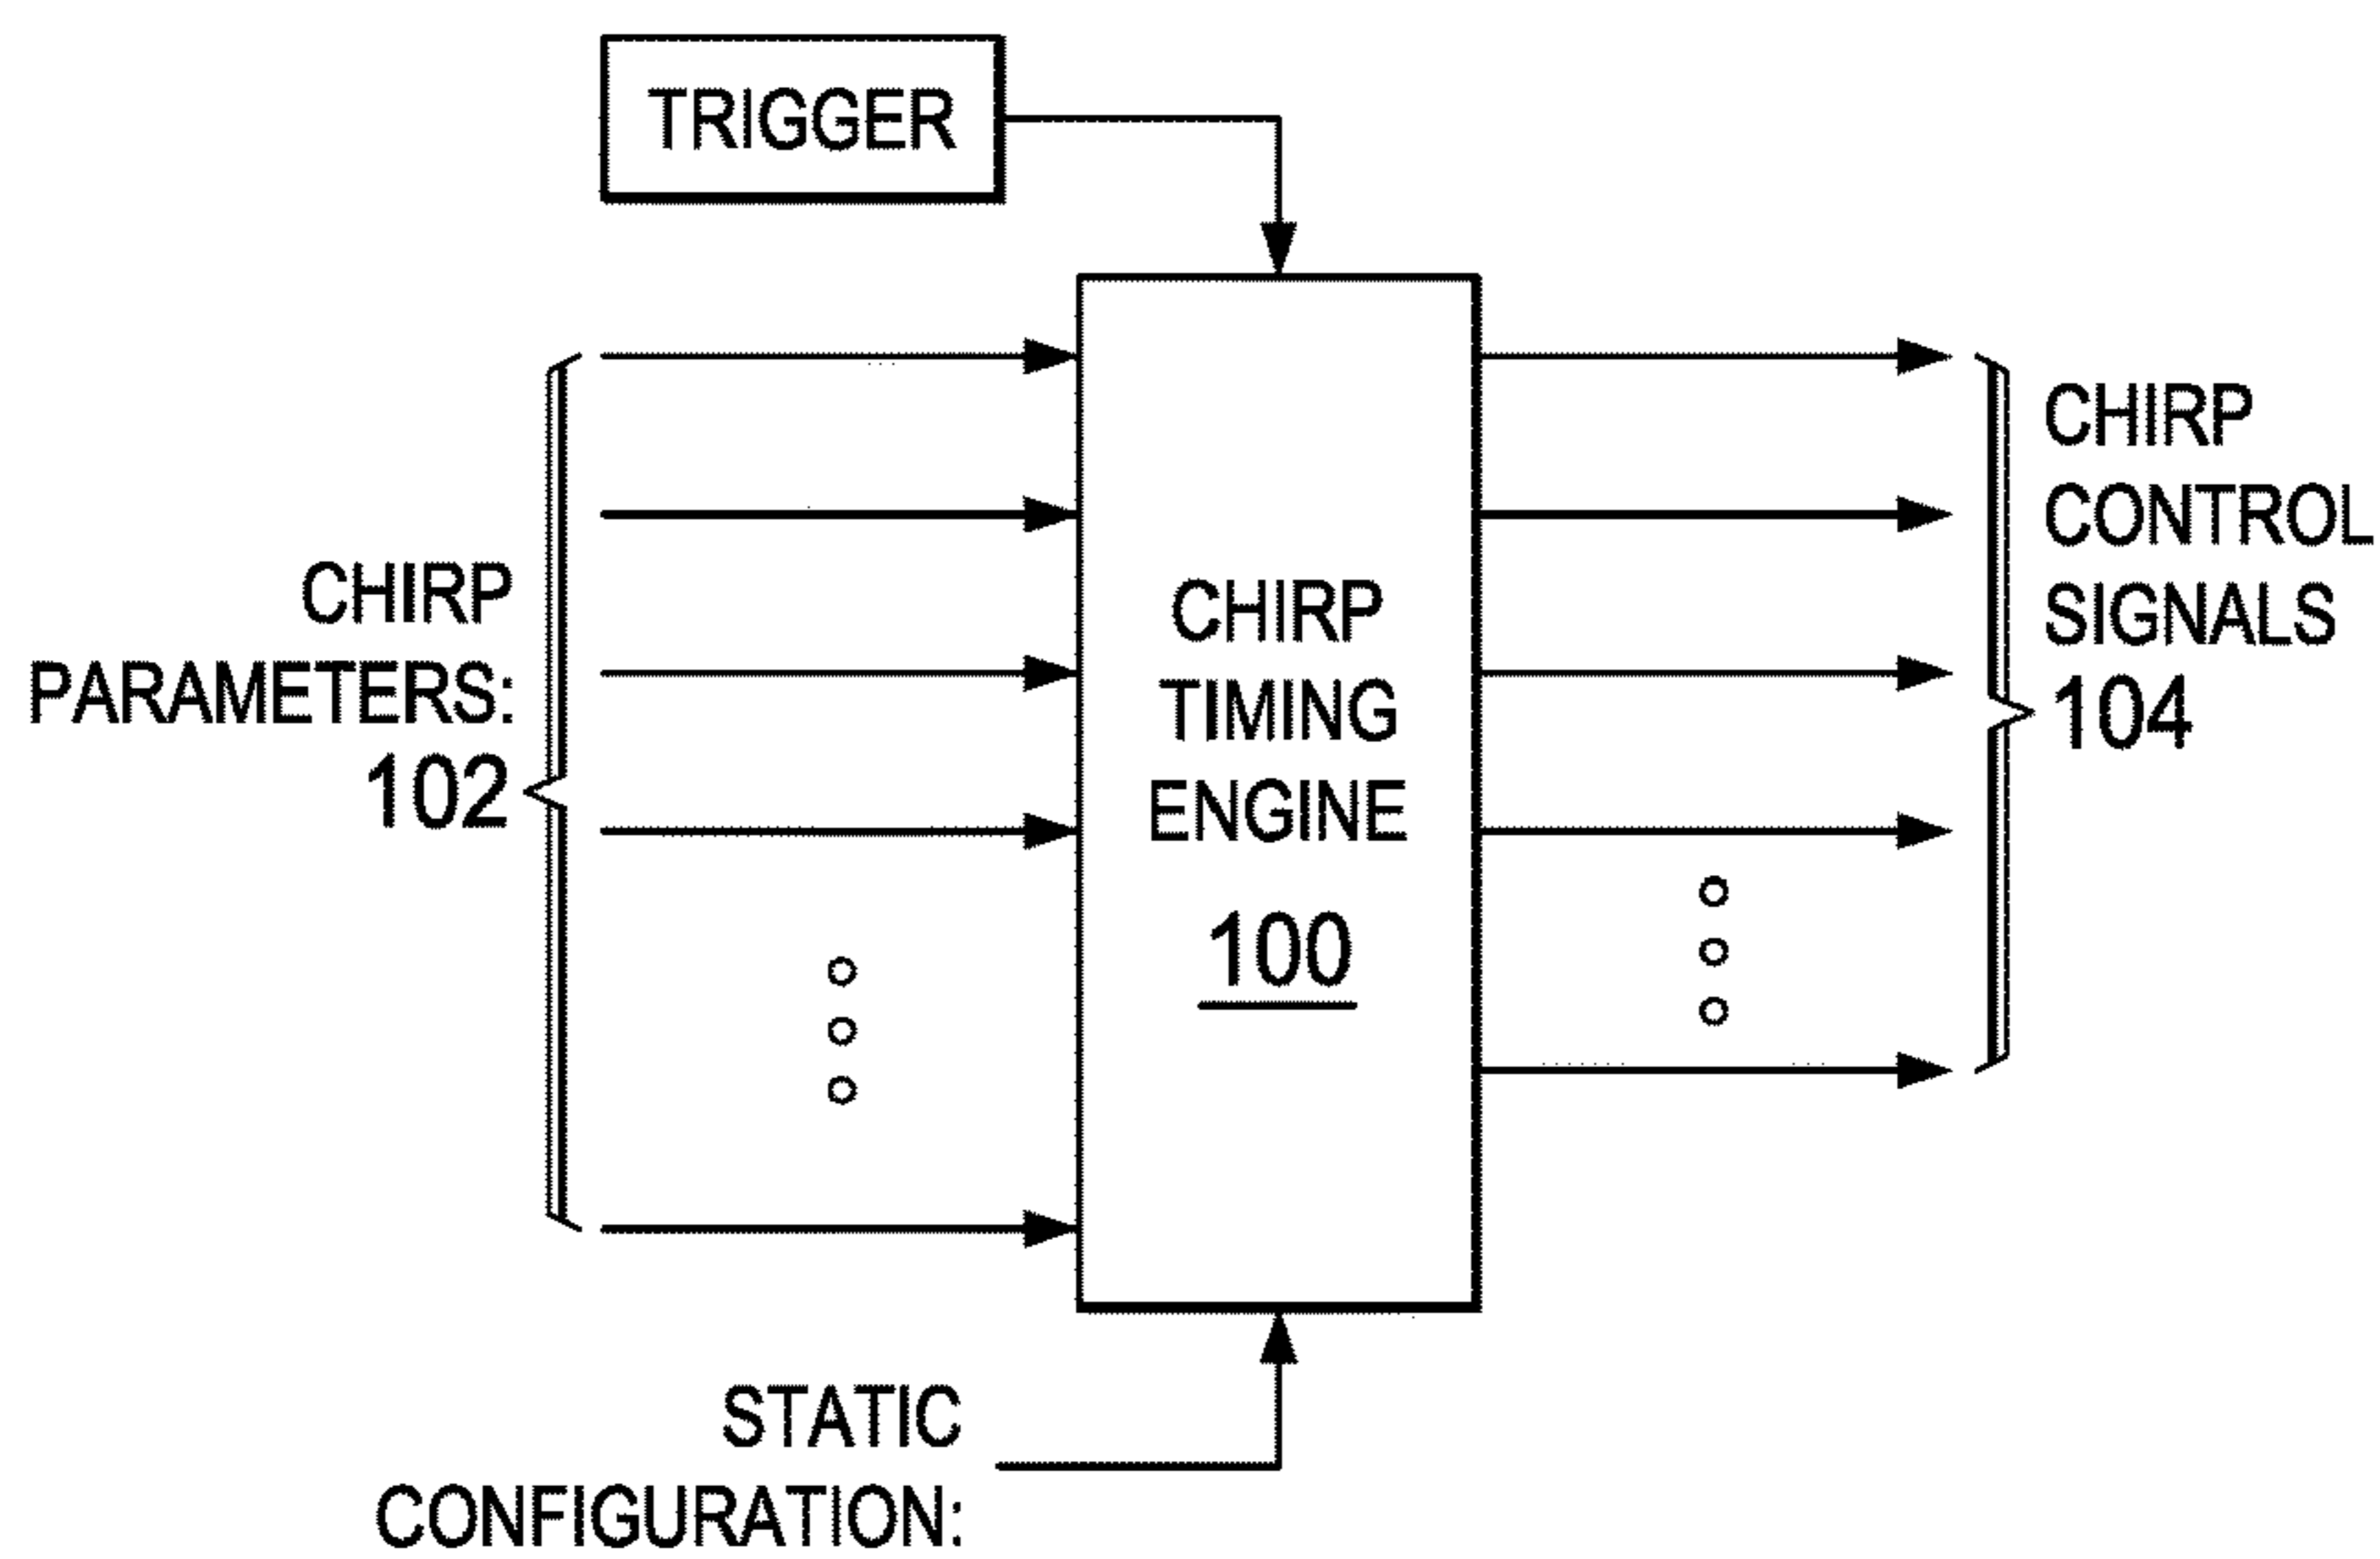 TRIGGER
CHIRP
PARAMETERS:
102
CHIRP
TIMING
ENGINE
100
CHIRP
CONTROL
SIGNALS
104
STATIC
CONFIGURATION: